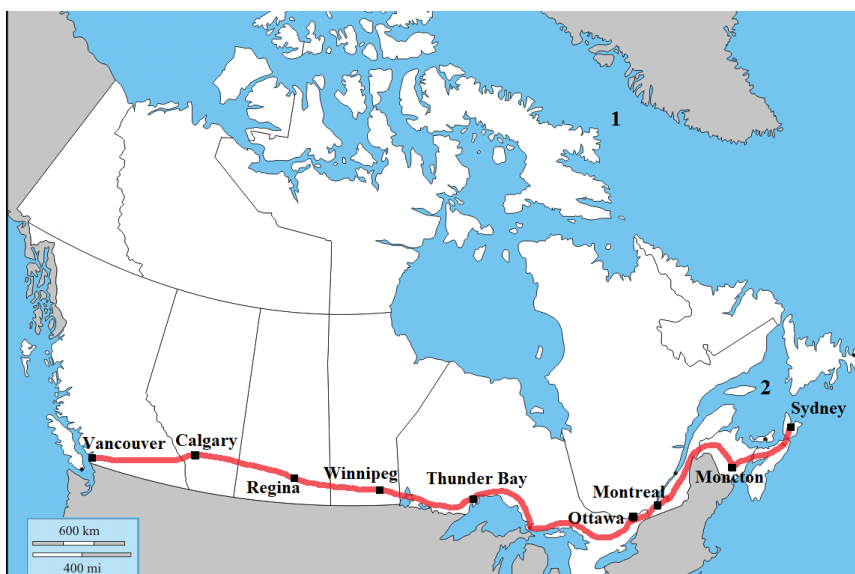 1
2
Sydney
Vancouver
Calgary
Regina
Winnipeg
Thunder Bay
Montreal
Ottawa
Moncton
600 km
400 mi